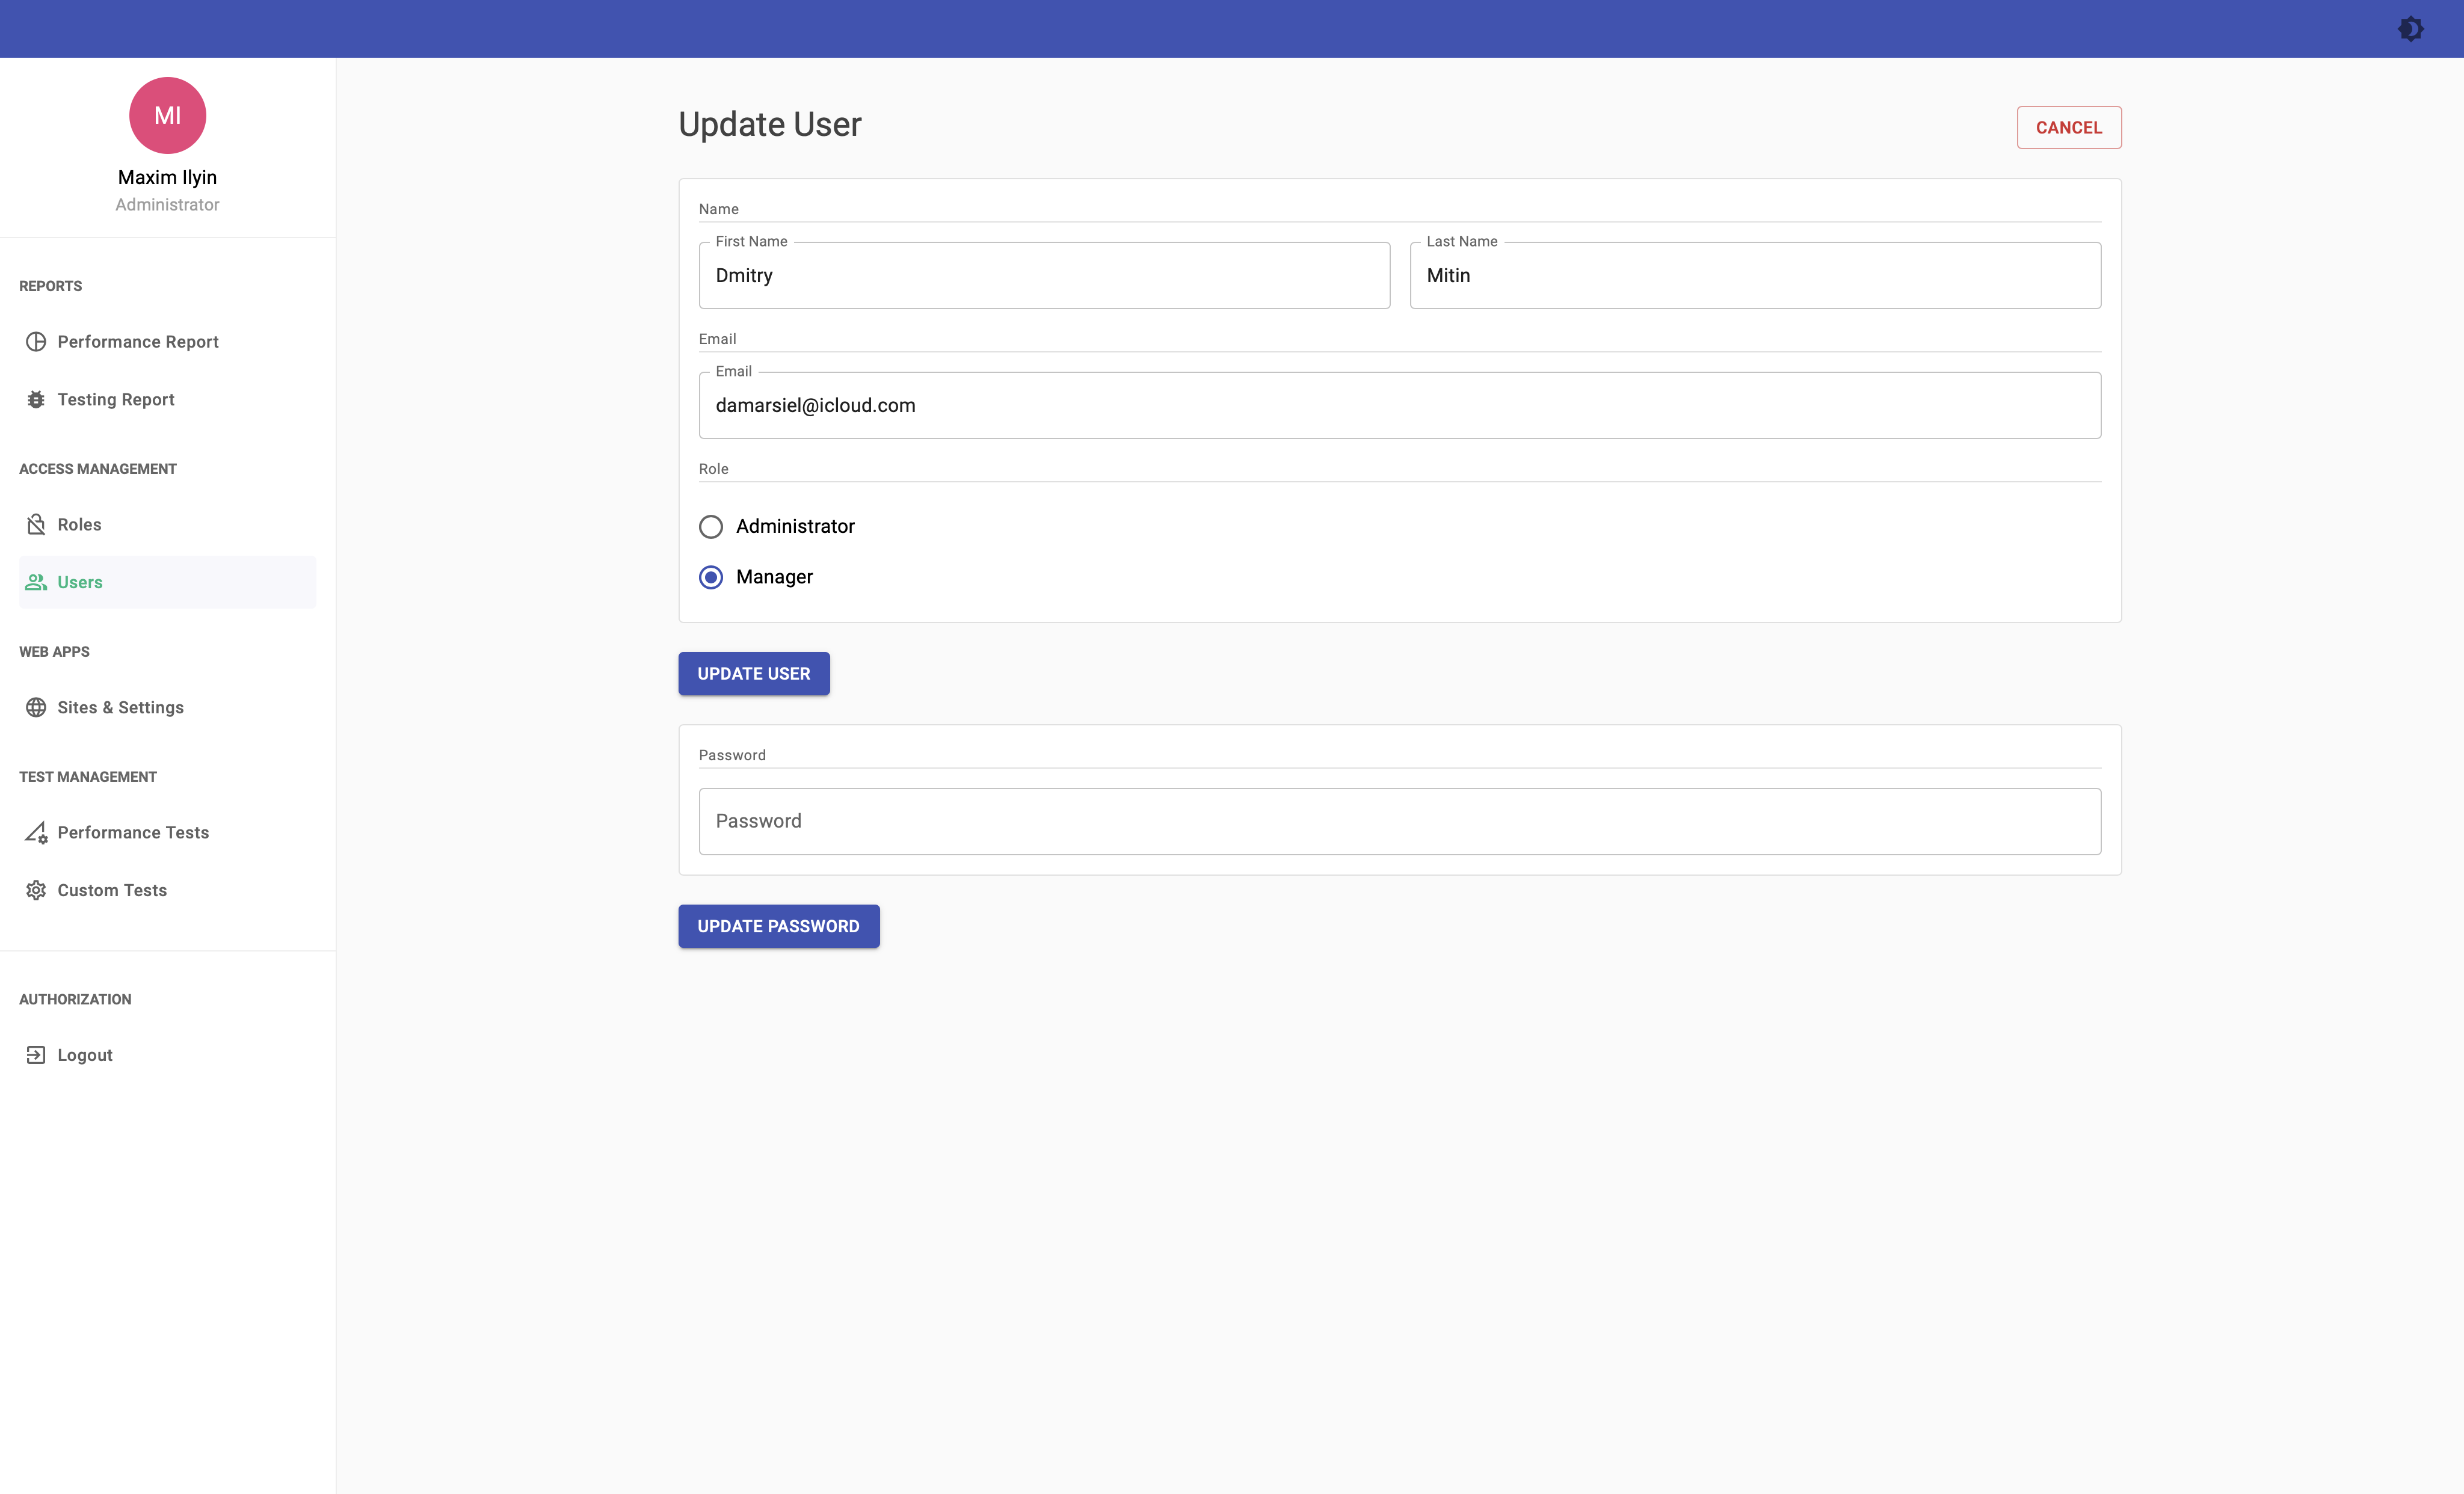 MI
Maxim Ilyin
Administrator
REPORTS
Performance Report
Testing Report
ACCESS MANAGEMENT
Roles
Users
WEB APPS
Sites & Settings
TEST MANAGEMENT
Performance Tests
Custom Tests
AUTHORIZATION
Logout
Update User
CANCEL
Name
First Name
Dmitry
Last Name
Mitin
Email
Email
damarsiel@icloud.com
Role
Administrator
Manager
UPDATE USER
Password
Password
UPDATE PASSWORD